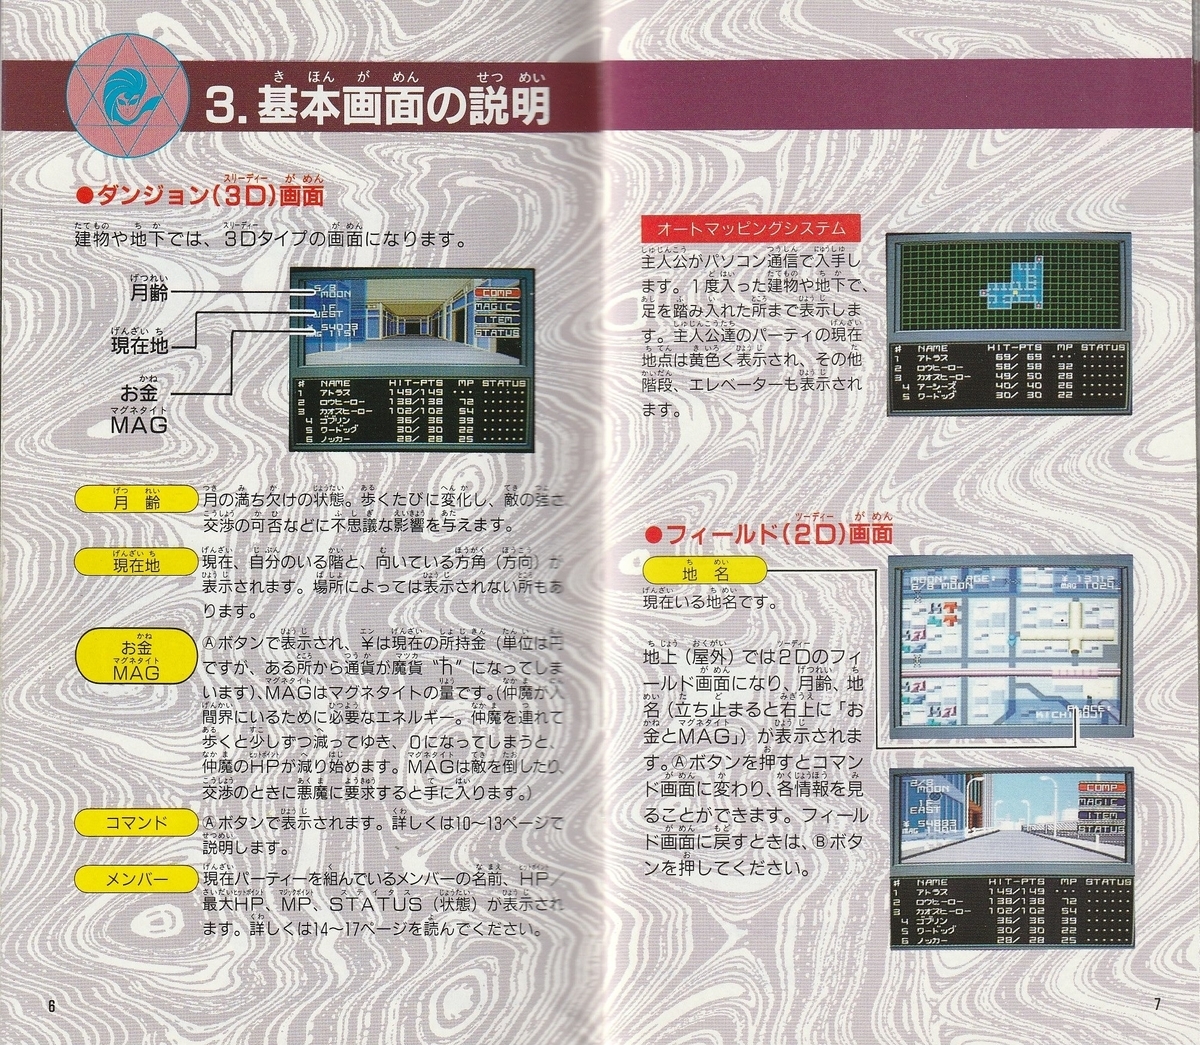 3.基本画面の説明
●ダンジョン(3D)画面
建物や地下では、3Dタイプの画面になります。
月齢
現在地
お金
MAG
5/8
MOON
1F
WEST
¥ 54073
COMP
MAGIC
ITEM
STATUS
# NAME HIT-PTS MP STATUS
1 アトラス 149/149 ・・・ ・・・・・・
2 ロウヒーロー 138/138 72 ・・・・・・
3 カオスヒーロー 102/102 54 ・・・・・・
4 ゴブリン 36/ 36 39 ・・・・・・
5 ワードッグ 30/ 30 22 ・・・・・・
6 ノッカー 28/ 28 25 ・・・・・・
月齢
月の満ち欠けの状態。歩くたびに変化し、敵の強さ
交渉の可否などに不思議な影響を与えます。
現在地
現在、自分のいる階と、向いている方角(方向)が
表示されます。場所によっては表示されない所もあ
ります。
お金
MAG
Ⓐボタンで表示され、¥は現在の所持金(単位は円
ですが、ある所から通貨が魔貨“ћ”になってしま
います)、MAGはマグネタイトの量です。(仲魔が人
間界にいるために必要なエネルギー。仲魔を連れて
歩くと少しずつ減ってゆき、0になってしまうと、
仲魔のHPが減り始めます。MAGは敵を倒したり、
交渉のときに悪魔に要求すると手に入ります。)
コマンド
Ⓐボタンで表示されます。詳しくは10〜13ページで
説明します。
メンバー
現在パーティーを組んでいるメンバーの名前、HP/
最大HP、MP、STATUS(状態)が表示され
ます。詳しくは14〜17ページを読んでください。
6
オートマッピングシステム
主人公がパソコン通信で入手し
ます。1度入った建物や地下で、
足を踏み入れた所まで表示しま
す。主人公達のパーティの現在
地点は黄色く表示され、その他
階段、エレベーターも表示され
ます。
# NAME HIT-PTS MP STATUS
1 アトラス 69/ 69 ・・・ ・・・・・・
2 ロウヒーロー 58/ 58 32 ・・・・・・
3 カオスヒーロー 49/ 50 28 ・・・・・・
4 アーシーズ 40/ 40 26 ・・・・・・
5 ワードッグ 30/ 30 22 ・・・・・・
●フィールド(2D)画面
地名
現在いる地名です。
MOON'S AGE:
6/8 MOON
¥ 13712
MAG 1024
PLACE:
KICHIJOJI
地上(屋外)では2Dのフィ
ールド画面になり、月齢、地
名(立ち止まると右上に「お
金とMAG」)が表示されま
す。Ⓐボタンを押すとコマン
ド画面に変わり、各情報を見
ることができます。フィール
ド画面に戻すときは、Ⓑボタ
ンを押してください。
2/8
MOON
1F
EAST
COMP
MAGIC
ITEM
STATUS
# NAME HIT-PTS MP STATUS
1 アトラス 149/149 ・・・ ・・・・・・
2 ロウヒーロー 138/138 72 ・・・・・・
3 カオスヒーロー 102/102 54 ・・・・・・
4 ゴブリン 36/ 36 39 ・・・・・・
5 ワードッグ 30/ 30 22 ・・・・・・
6 ノッカー 28/ 28 25 ・・・・・・
7